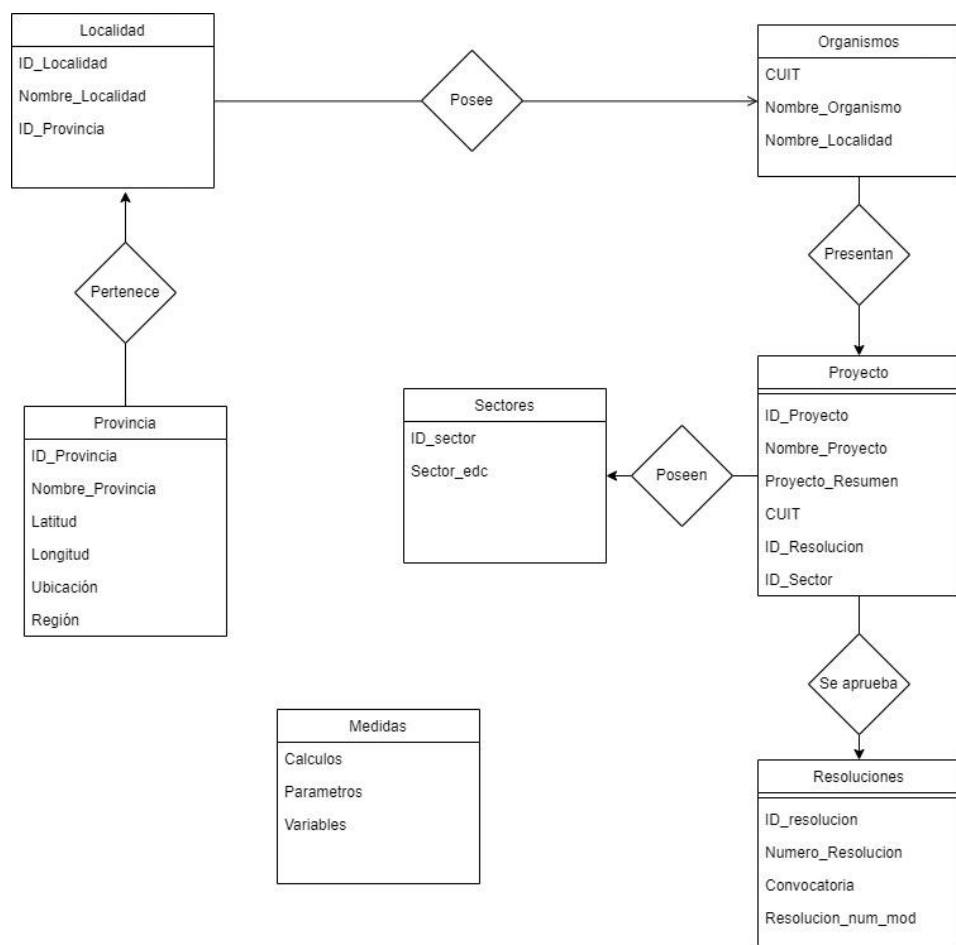 Localidad
ID_Localidad
Nombre_Localidad
ID_Provincia
Posee
Organismos
CUIT
Nombre_Organismo
Nombre_Localidad
Pertenece
Presentan
Provincia
ID_Provincia
Nombre_Provincia
Latitud
Longitud
Ubicación
Región
Sectores
ID_sector
Sector_edc
Poseen
Proyecto
ID_Proyecto
Nombre_Proyecto
Proyecto_Resumen
CUIT
ID_Resolucion
ID_Sector
Se aprueba
Medidas
Calculos
Parametros
Variables
Resoluciones
ID_resolucion
Numero_Resolucion
Convocatoria
Resolucion_num_mod